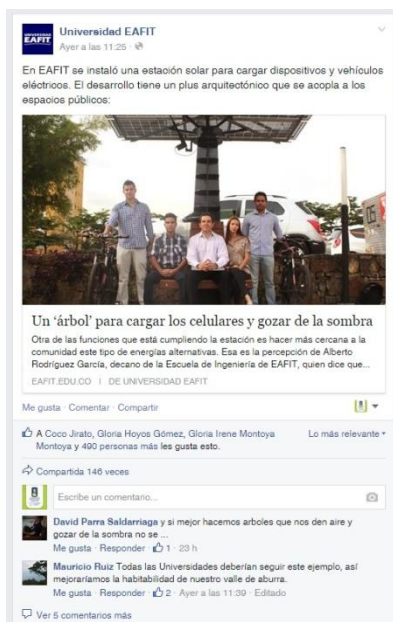 UNIVERSIDAD
EAFIT
Universidad EAFIT
Ayer a las 11:25 ·
En EAFIT se instaló una estación solar para cargar dispositivos y vehículos
eléctricos. El desarrollo tiene un plus arquitectónico que se acopla a los
espacios públicos:
Un ‘árbol’ para cargar los celulares y gozar de la sombra
Otra de las funciones que está cumpliendo la estación es hacer más cercana a la
comunidad este tipo de energías alternativas. Esa es la percepción de Alberto
Rodríguez García, decano de la Escuela de Ingeniería de EAFIT, quien dice que...
EAFIT.EDU.CO | DE UNIVERSIDAD EAFIT
Me gusta · Comentar · Compartir
A Coco Jirato, Gloria Hoyos Gómez, Gloria Irene Montoya
Montoya y 490 personas más les gusta esto.
Lo más relevante
Compartida 146 veces
Escribe un comentario...
David Parra Saldarriaga y si mejor hacemos arboles que nos den aire y
gozar de la sombra no se ...
Me gusta · Responder · 1 · 23 h
Mauricio Ruiz Todas las Universidades deberían seguir este ejemplo, así
mejoraríamos la habitabilidad de nuestro valle de aburra.
Me gusta · Responder · 2 · Ayer a las 11:39 · Editado
Ver 5 comentarios más